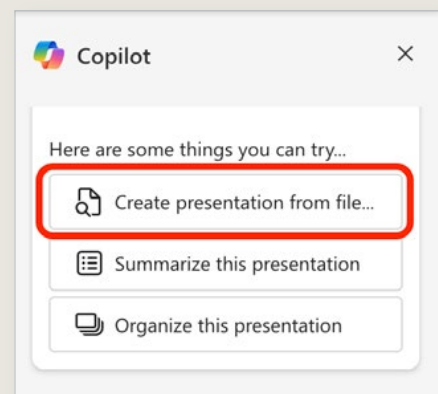 Copilot
Here are some things you can try...
Create presentation from file...
Summarize this presentation
Organize this presentation